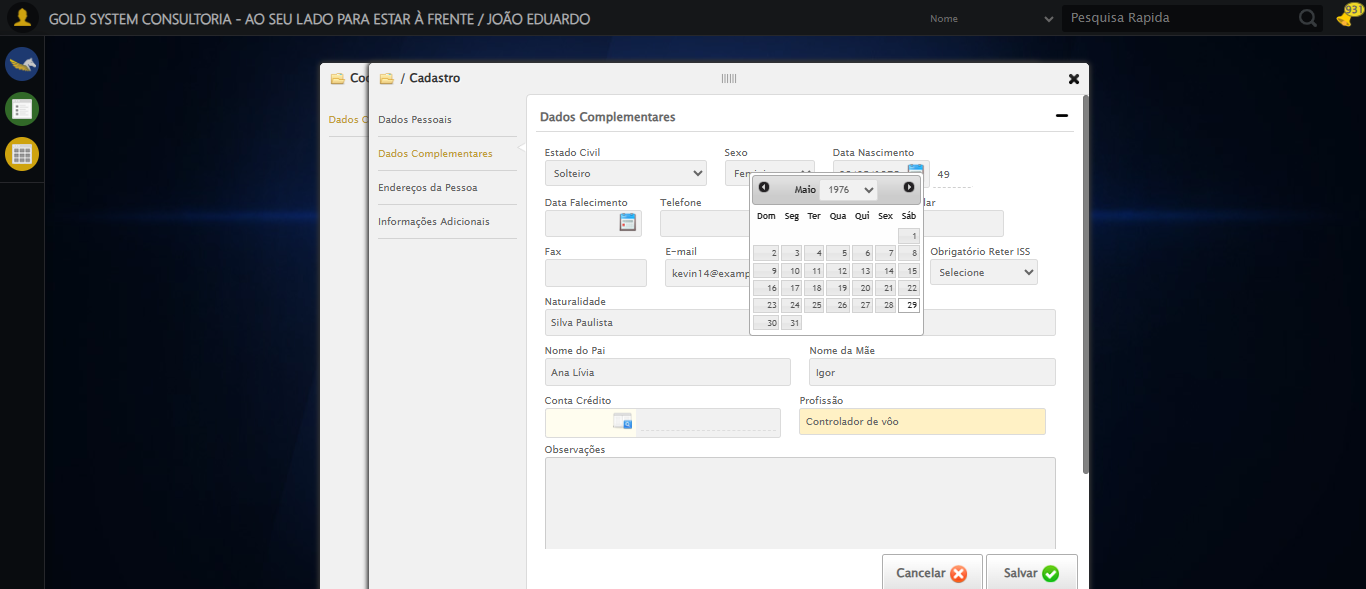 GOLD SYSTEM CONSULTORIA - AO SEU LADO PARA ESTAR À FRENTE / JOÃO EDUARDO
Nome
Pesquisa Rapida
931
/ Cadastro
Dados Pessoais
Dados Complementares
Endereços da Pessoa
Informações Adicionais
Dados Complementares
Estado Civil Sexo Data Nascimento
Solteiro 49
Data Falecimento Telefone
Maio 1976
Dom Seg Ter Qua Qui Sex Sáb
1
2 3 4 5 6 7 8
9 10 11 12 13 14 15
16 17 18 19 20 21 22
23 24 25 26 27 28 29
30 31
Fax E-mail Obrigatório Reter ISS
kevin14@examp Selecione
Naturalidade
Silva Paulista
Nome do Pai Nome da Mãe
Ana Lívia Igor
Conta Crédito Profissão
Controlador de vôo
Observações
Cancelar Salvar